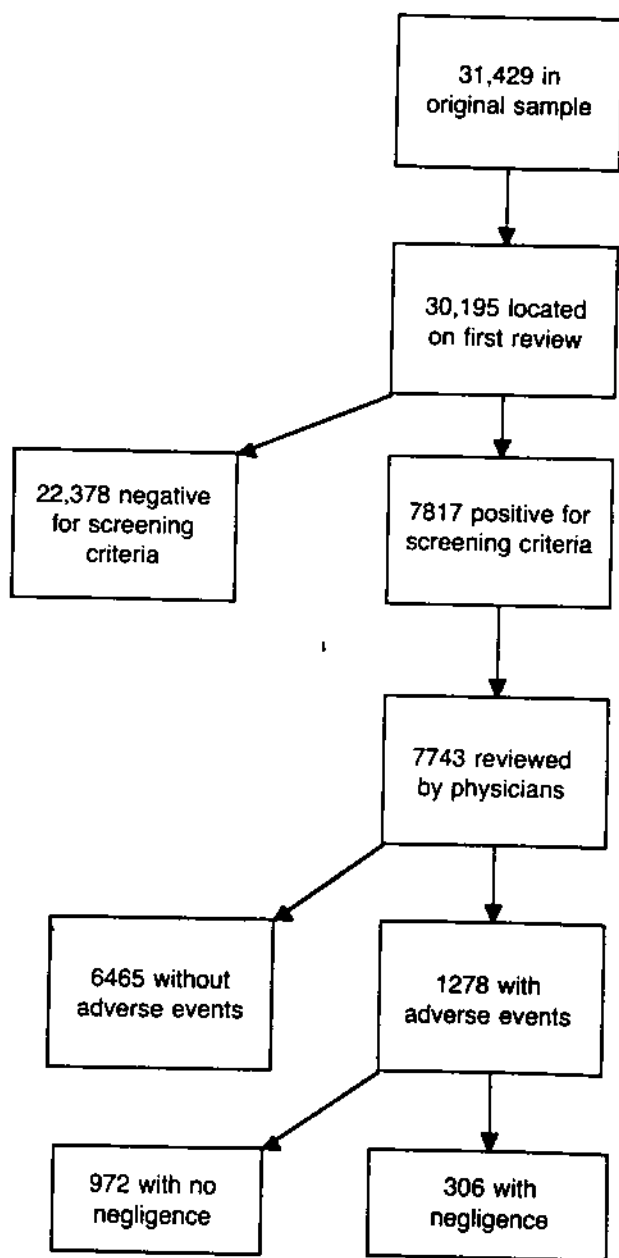 31,429 in
original sample
30,195 located
on first review
22,378 negative
for screening
criteria
7817 positive for
screening criteria
7743 reviewed
by physicians
6465 without
adverse events
1278 with
adverse events
972 with no
negligence
306 with
negligence